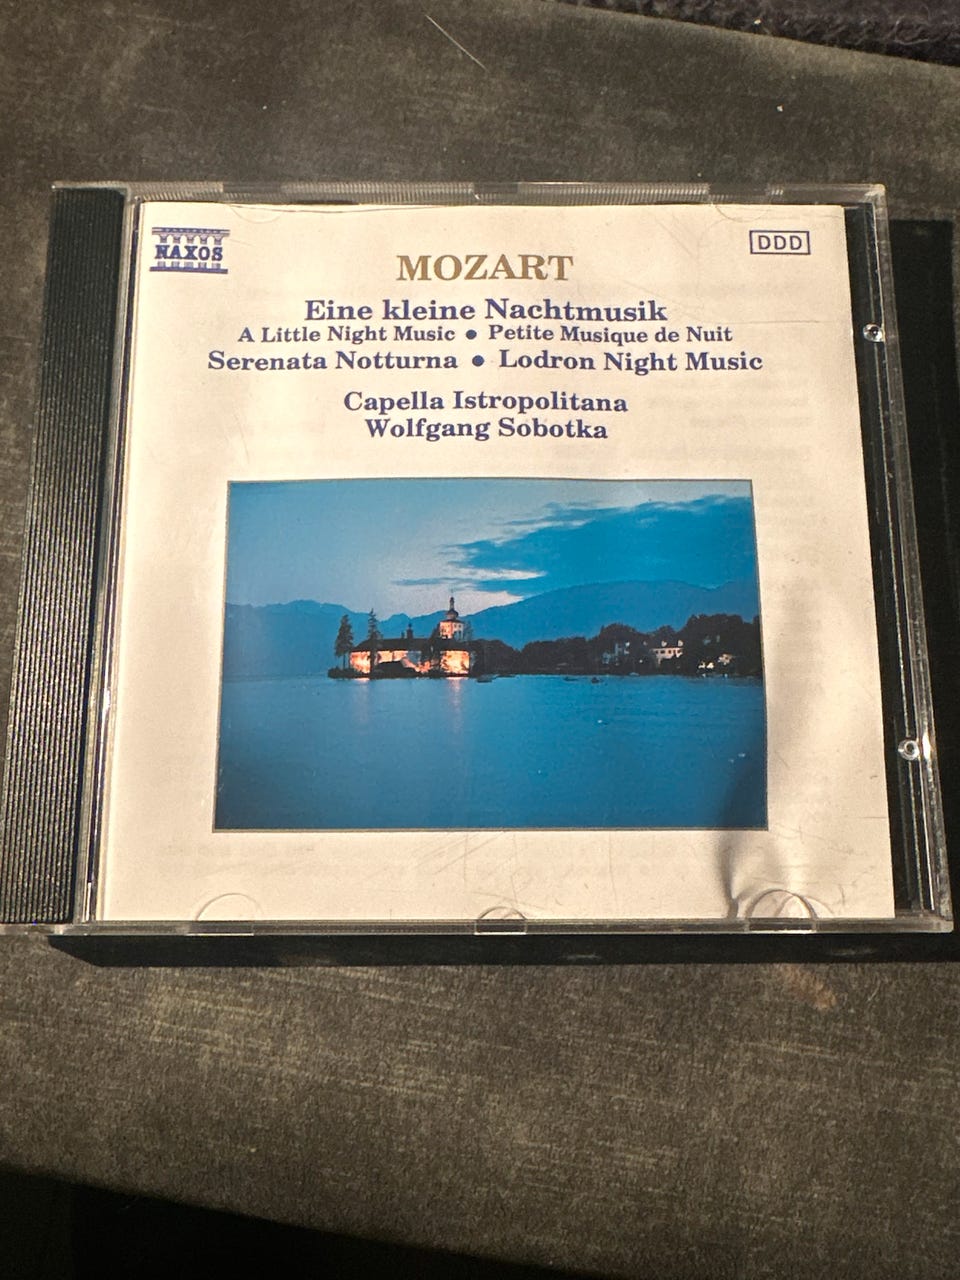 NAXOS
DDD
MOZART
Eine kleine Nachtmusik
A Little Night Music • Petite Musique de Nuit
Serenata Notturna • Lodron Night Music
Capella Istropolitana
Wolfgang Sobotka